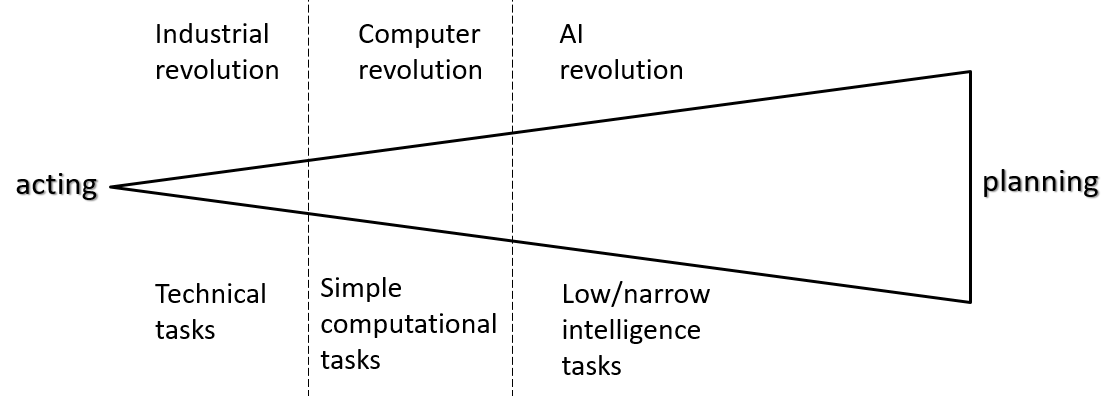 Industrial
revolution
Computer
revolution
AI
revolution
acting
planning
Technical
tasks
Simple
computational
tasks
Low/narrow
intelligence
tasks